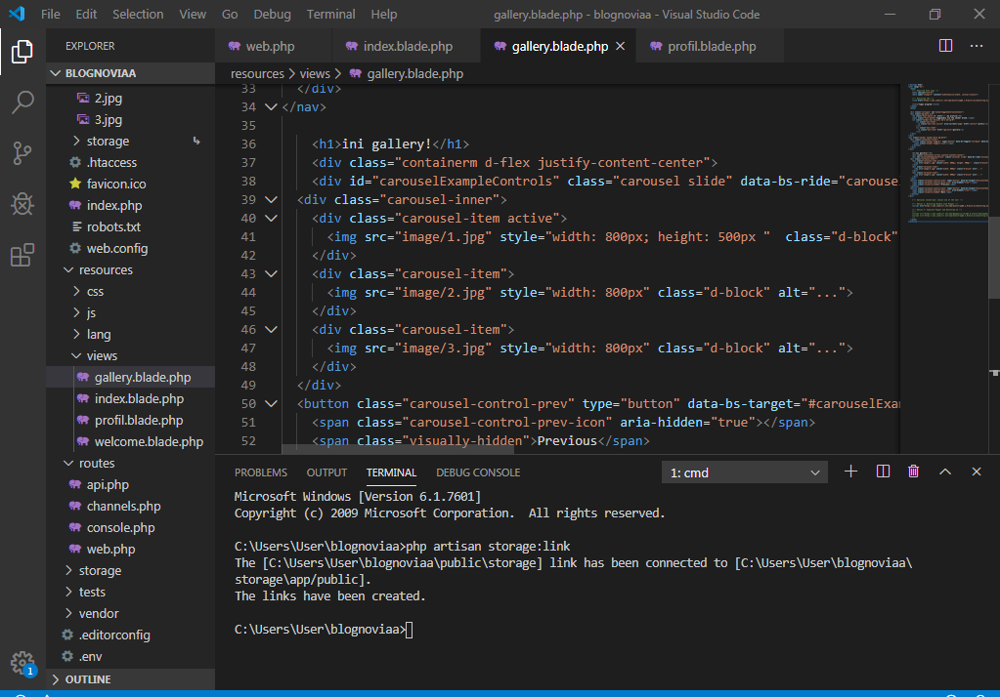 File Edit Selection View Go Debug Terminal Help
gallery.blade.php - blognoviaa - Visual Studio Code
EXPLORER
BLOGNOVIAA
2.jpg
3.jpg
storage
.htaccess
favicon.ico
index.php
robots.txt
web.config
resources
css
js
lang
views
gallery.blade.php
index.blade.php
profil.blade.php
welcome.blade.php
routes
api.php
channels.php
console.php
web.php
storage
tests
vendor
.editorconfig
.env
OUTLINE
1
web.php index.blade.php gallery.blade.php profil.blade.php
resources > views > gallery.blade.php
33 </div>
34 </nav>
35
36 <h1>ini gallery!</h1>
37 <div class="containerm d-flex justify-content-center">
38 <div id="carouselExampleControls" class="carousel slide" data-bs-ride="carouse
39 <div class="carousel-inner">
40 <div class="carousel-item active">
41 <img src="image/1.jpg" style="width: 800px; height: 500px " class="d-block"
42 </div>
43 <div class="carousel-item">
44 <img src="image/2.jpg" style="width: 800px" class="d-block" alt="...">
45 </div>
46 <div class="carousel-item">
47 <img src="image/3.jpg" style="width: 800px" class="d-block" alt="...">
48 </div>
49 </div>
50 <button class="carousel-control-prev" type="button" data-bs-target="#carouselExa
51 <span class="carousel-control-prev-icon" aria-hidden="true"></span>
52 <span class="visually-hidden">Previous</span>
PROBLEMS OUTPUT TERMINAL DEBUG CONSOLE 1: cmd
Microsoft Windows [Version 6.1.7601]
Copyright (c) 2009 Microsoft Corporation. All rights reserved.
C:\Users\User\blognoviaa>php artisan storage:link
The [C:\Users\User\blognoviaa\public\storage] link has been connected to [C:\Users\User\blognoviaa\
storage\app/public].
The links have been created.
C:\Users\User\blognoviaa>